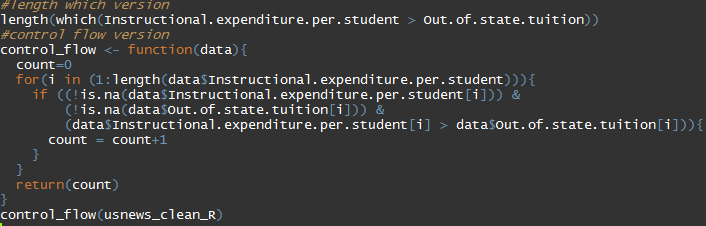 #length which version
length(which(Instructional.expenditure.per.student > Out.of.state.tuition))
#control flow version
control_flow <- function(data){
  count=0
  for(i in (1:length(data$Instructional.expenditure.per.student))){
    if ((!is.na(data$Instructional.expenditure.per.student[i])) &
        (!is.na(data$Out.of.state.tuition[i])) &
        (data$Instructional.expenditure.per.student[i] > data$Out.of.state.tuition[i])){
      count = count+1
    }
  }
  return(count)
}
control_flow(usnews_clean_R)